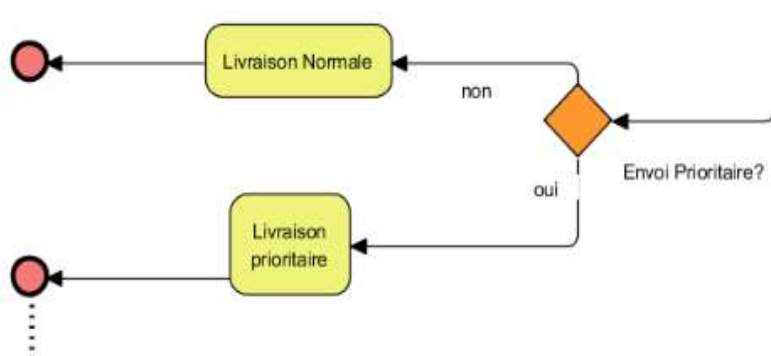 Livraison Normale
non
Envoi Prioritaire?
oui
Livraison
prioritaire